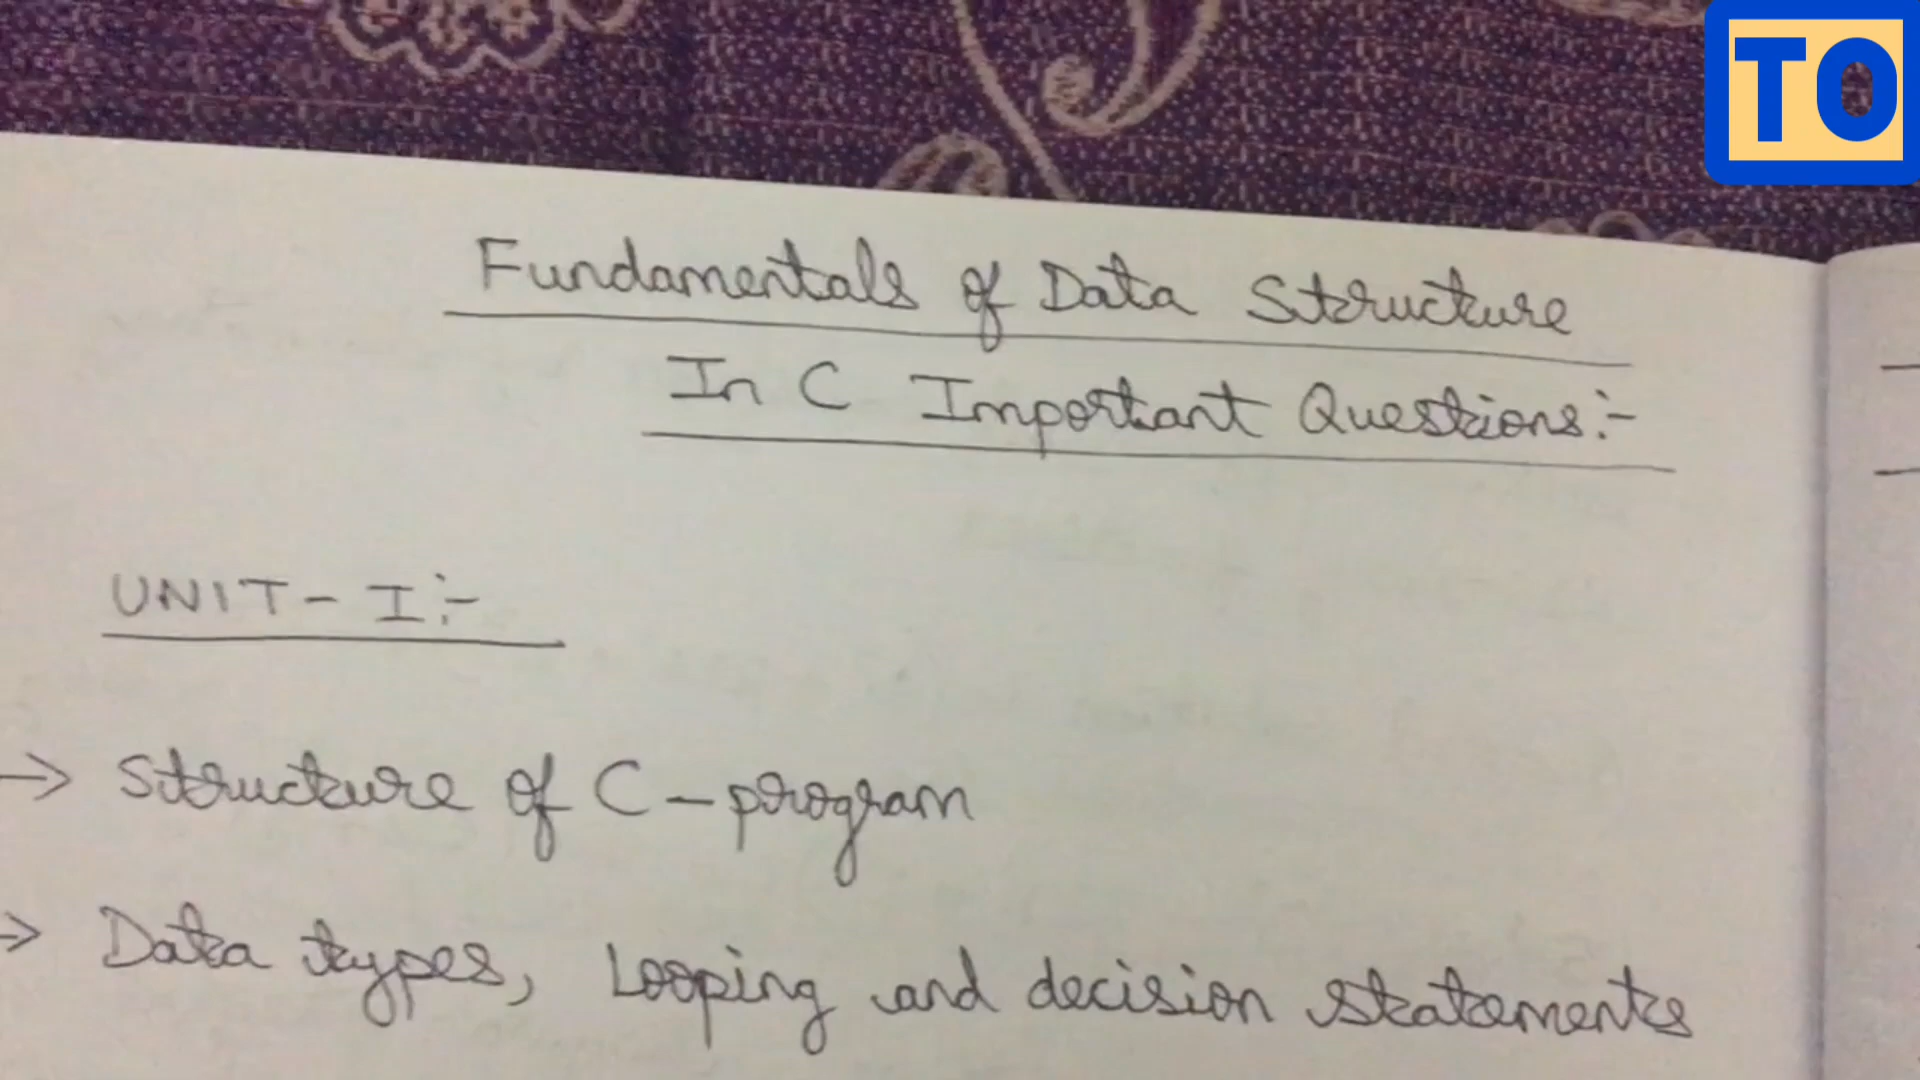 TO
Fundamentals of Data Structure
In C Important Questions:-
UNIT - I:-
→ Structure of C - program
→ Data types, Looping and decision statements